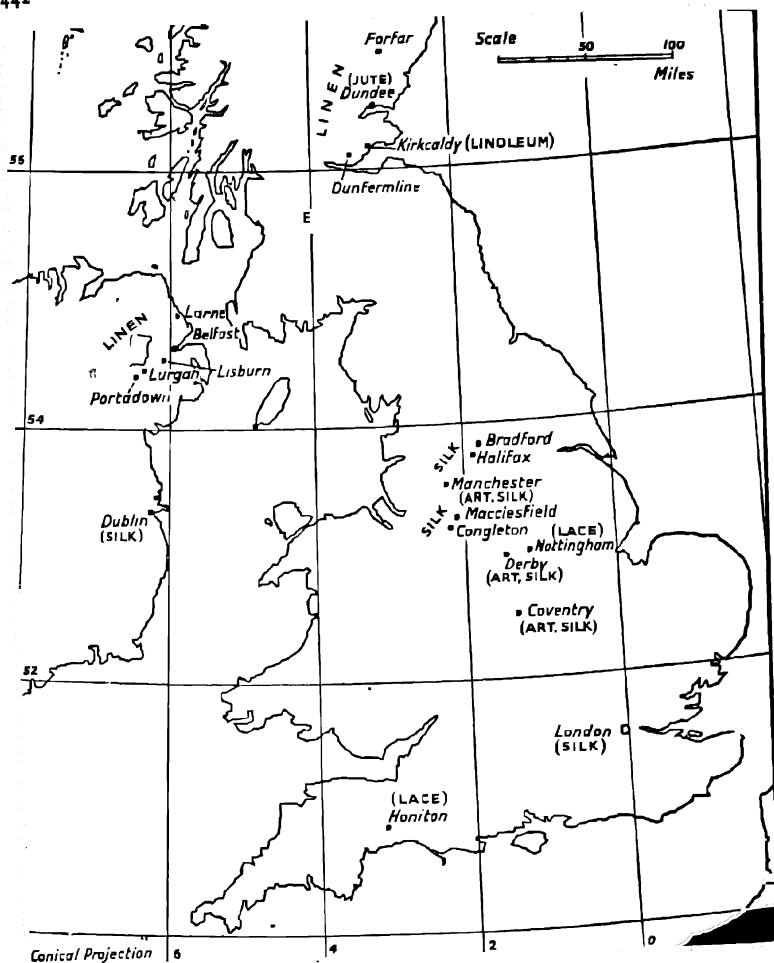 442
Forfar
Scale 50 100
Miles
LINEN
(JUTE)
Dundee
Kirkcaldy (LINOLEUM)
56
Dunfermline
E
Larne
LINEN
Belfast
Lurgan Lisburn
Portadown
54
SILK
Bradford
Halifax
Manchester
(ART. SILK)
SILK
Macciesfield
Congleton
(LACE)
Nottingham
Derby
(ART, SILK)
Dublin
(SILK)
Coventry
(ART. SILK)
52
London
(SILK)
(LACE)
Honiton
Conical Projection 6 4 2 0